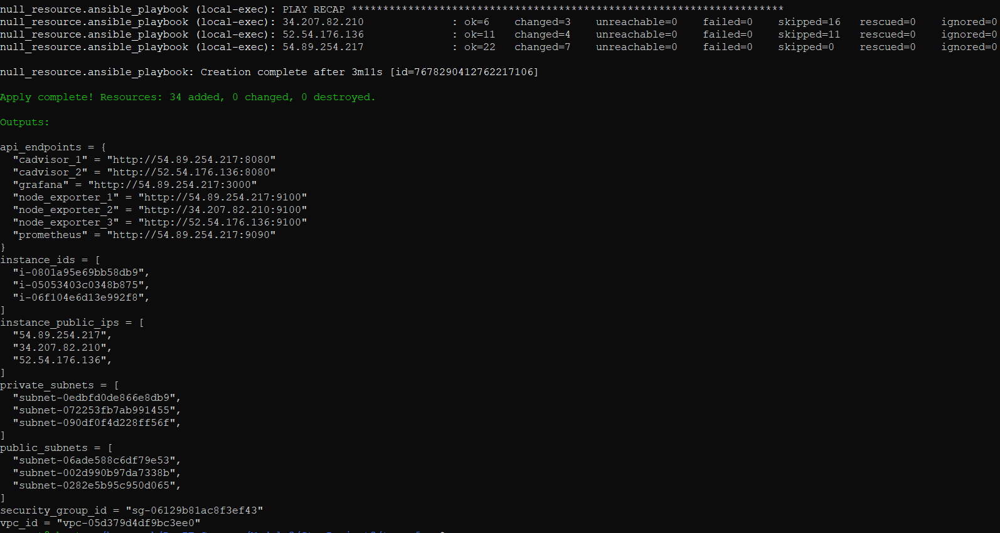 null_resource.ansible_playbook (local-exec): PLAY RECAP *********************************************************************
null_resource.ansible_playbook (local-exec): 34.207.82.210 : ok=6 changed=3 unreachable=0 failed=0 skipped=16 rescued=0 ignored=0
null_resource.ansible_playbook (local-exec): 52.54.176.136 : ok=11 changed=4 unreachable=0 failed=0 skipped=11 rescued=0 ignored=0
null_resource.ansible_playbook (local-exec): 54.89.254.217 : ok=22 changed=7 unreachable=0 failed=0 skipped=0 rescued=0 ignored=0
null_resource.ansible_playbook: Creation complete after 3m11s [id=7678290412762217106]
Apply complete! Resources: 34 added, 0 changed, 0 destroyed.
Outputs:
api_endpoints = {
"cadvisor_1" = "http://54.89.254.217:8080"
"cadvisor_2" = "http://52.54.176.136:8080"
"grafana" = "http://54.89.254.217:3000"
"node_exporter_1" = "http://54.89.254.217:9100"
"node_exporter_2" = "http://34.207.82.210:9100"
"node_exporter_3" = "http://52.54.176.136:9100"
"prometheus" = "http://54.89.254.217:9090"
}
instance_ids = [
"i-0801a95e69bb58db9",
"i-05053403c0348b875",
"i-06f104e6d13e992f8",
]
instance_public_ips = [
"54.89.254.217",
"34.207.82.210",
"52.54.176.136",
]
private_subnets = [
"subnet-0edbfd0de866e8db9",
"subnet-072253fb7ab991455",
"subnet-090df0f4d228ff56f",
]
public_subnets = [
"subnet-06ade588c6df79e53",
"subnet-002d990b97da7338b",
"subnet-0282e5b95c950d065",
]
security_group_id = "sg-06129b81ac8f3ef43"
vpc_id = "vpc-05d379d4df9bc3ee0"